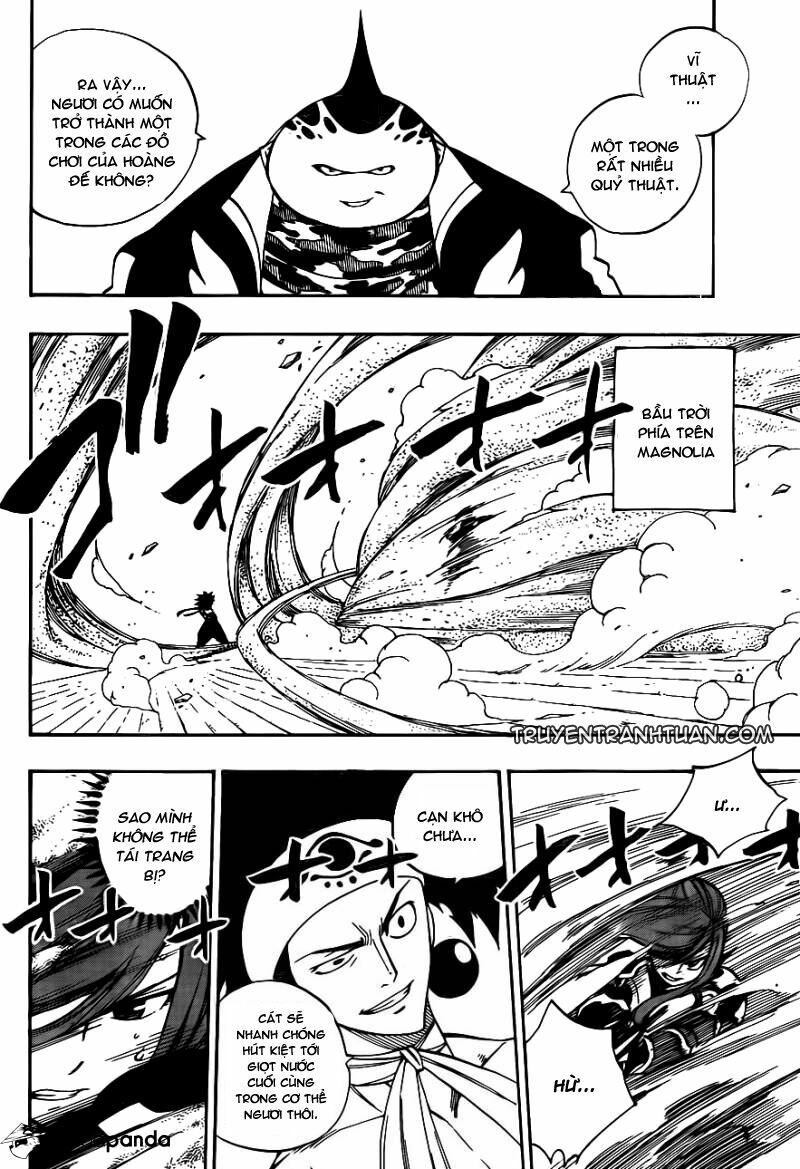 VĨ
THUẬT
...
MỘT TRONG
RẤT NHIỀU
QUỶ THUẬT.
RA VẬY...
NGƯƠI CÓ MUỐN
TRỞ THÀNH MỘT
TRONG CÁC ĐỒ
CHƠI CỦA HOÀNG
ĐẾ KHÔNG?
BẦU TRỜI
PHÍA TRÊN
MAGNOLIA
TRUYENTRANHTUAN.COM
SAO MÌNH
KHÔNG THỂ
TÁI TRANG
BỊ?
CẠN KHÔ
CHƯA...
CÁT SẼ
NHANH CHÓNG
HÚT KIỆT TỚI
GIỌT NƯỚC
CUỐI CÙNG
TRONG CƠ THỂ
NGƯƠI THÔI.
Ư...
HỪ...